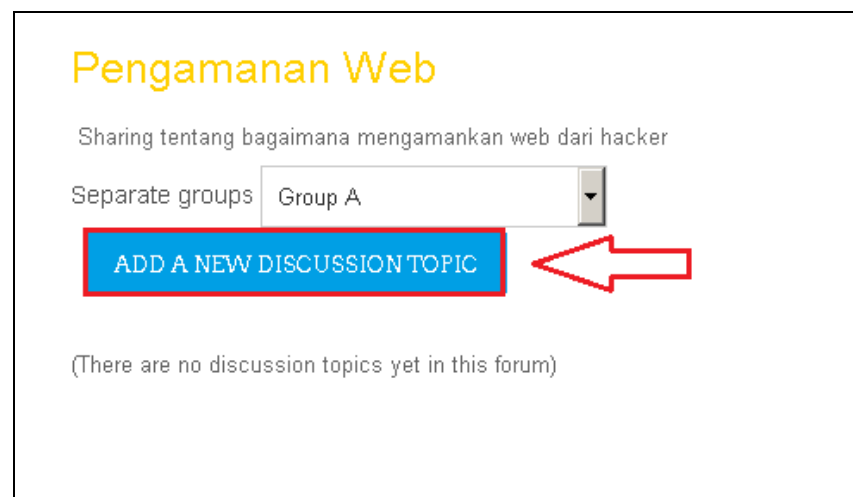 Pengamanan Web
Sharing tentang bagaimana mengamankan web dari hacker
Separate groups Group A
ADD A NEW DISCUSSION TOPIC
(There are no discussion topics yet in this forum)